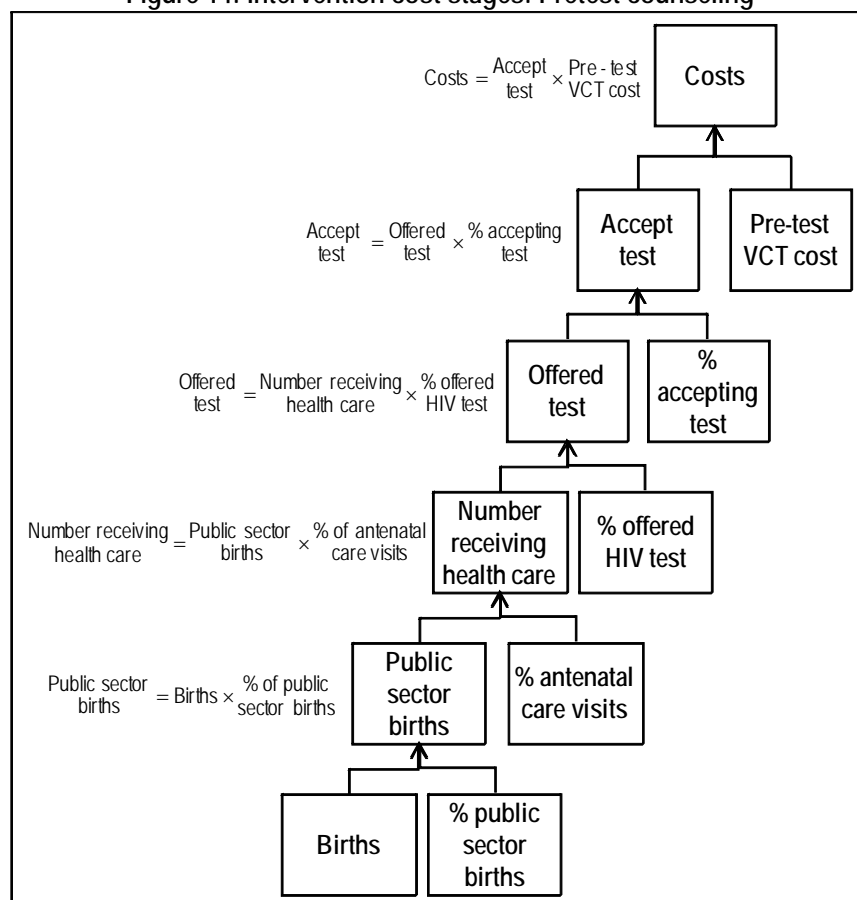 Figure 11. Intervention cost stages: Pretest counseling
Costs = Accept test × Pre - test VCT cost
Costs
Accept test = Offered test × % accepting test
Accept
test
Pre-test
VCT cost
Offered test = Number receiving health care × % offered HIV test
Offered
test
%
accepting
test
Number receiving health care = Public sector births × % of antenatal care visits
Number
receiving
health care
% offered
HIV test
Public sector births = Births × % of public sector births
Public
sector
births
% antenatal
care visits
Births
% public
sector
births